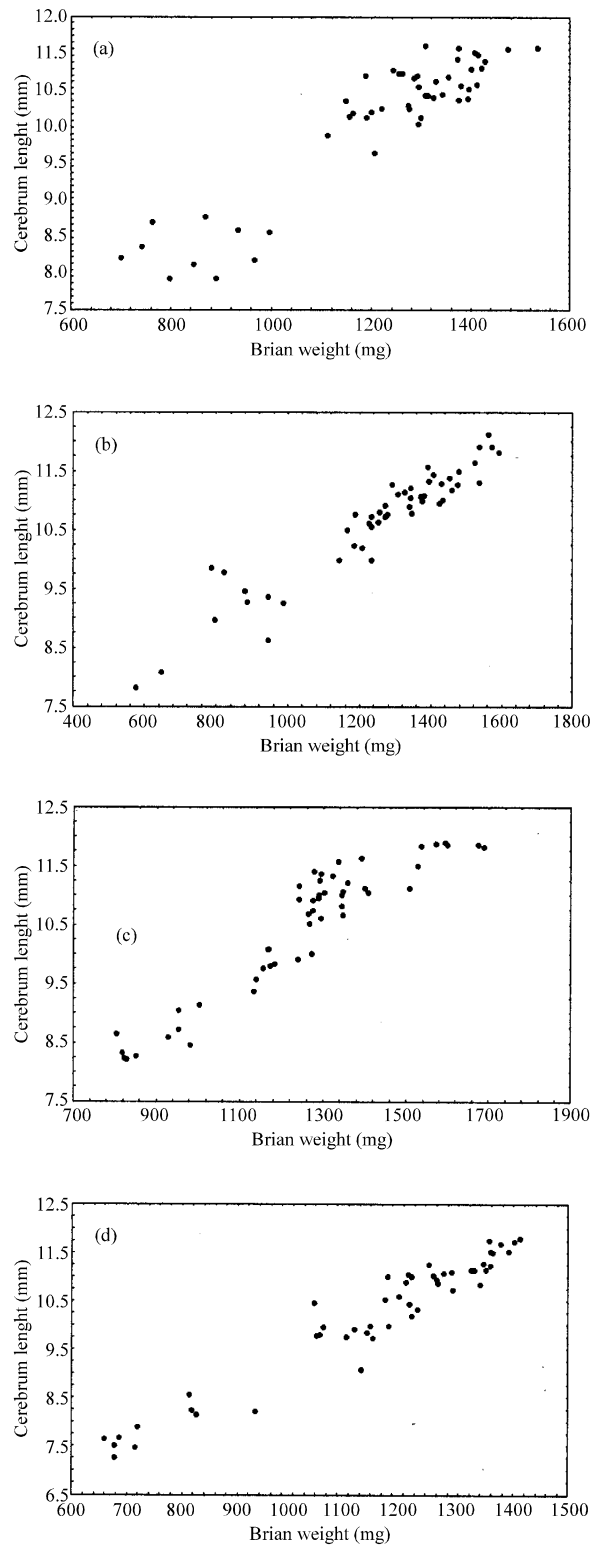 (a)
12.0
11.5
10.5
10.0
9.5
9.0
8.5
8.0
7.5
Cerebrum lenght (mm)
600 800 1000 1200 1400 1600
Brian weight (mg)
(b)
12.5
11.5
10.5
9.5
8.5
7.5
Cerebrum lenght (mm)
400 600 800 1000 1200 1400 1600 1800
Brian weight (mg)
(c)
12.5
11.5
10.5
9.5
8.5
7.5
Cerebrum lenght (mm)
700 900 1100 1300 1500 1700 1900
Brian weight (mg)
(d)
12.5
11.5
10.5
9.5
8.5
7.5
6.5
Cerebrum lenght (mm)
600 700 800 900 1000 1100 1200 1300 1400 1500
Brian weight (mg)